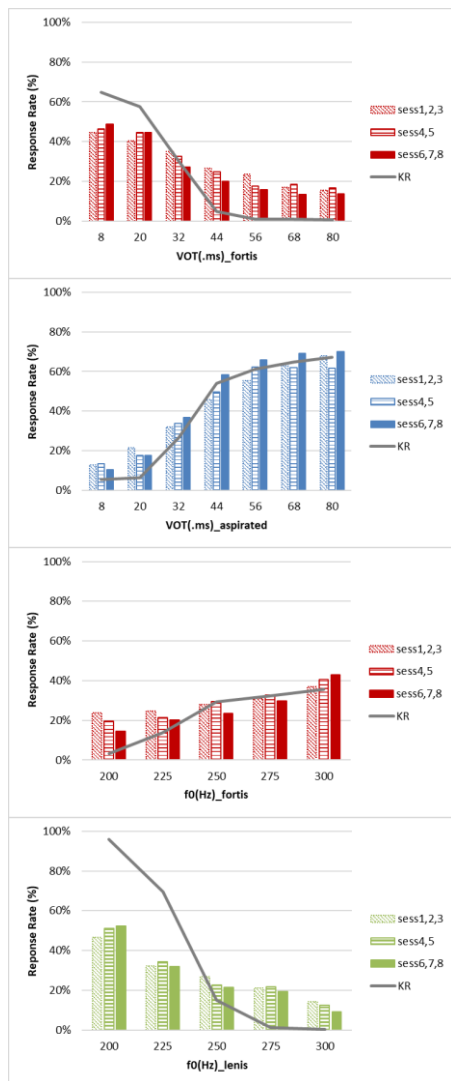 100%
80%
60%
40%
20%
0%
Reponse Rate (%)
8 20 32 44 56 68 80
VOT(.ms)_fortis
sess1,2,3
sess4,5
sess6,7,8
KR
100%
80%
60%
40%
20%
0%
Reponse Rate (%)
8 20 32 44 56 68 80
VOT(.ms)_aspirated
sess1,2,3
sess4,5
sess6,7,8
KR
100%
80%
60%
40%
20%
0%
Reponse Rate (%)
200 225 250 275 300
f0(Hz)_fortis
sess1,2,3
sess4,5
sess6,7,8
KR
100%
80%
60%
40%
20%
0%
Reponse Rate (%)
200 225 250 275 300
f0(Hz)_lenis
sess1,2,3
sess4,5
sess6,7,8
KR